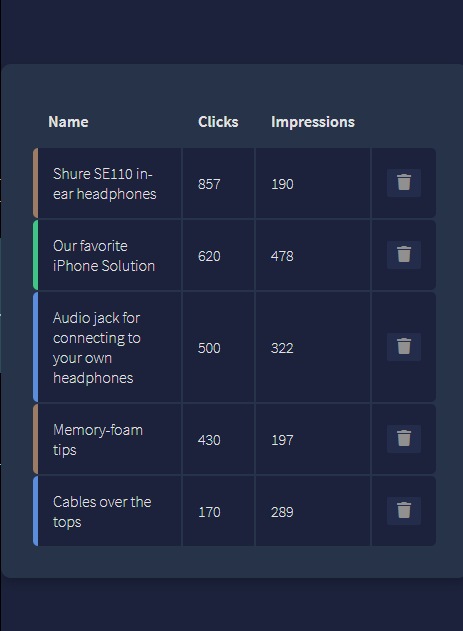 Name Clicks Impressions
Shure SE110 in-
ear headphones 857 190
Our favorite
iPhone Solution 620 478
Audio jack for
connecting to
your own
headphones 500 322
Memory-foam
tips 430 197
Cables over the
tops 170 289